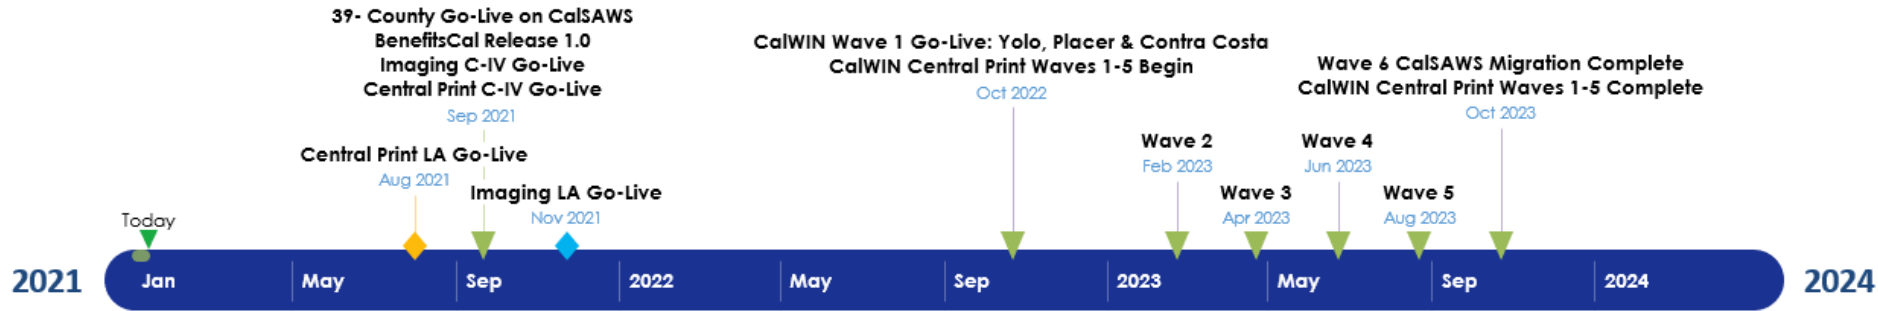 39- County Go-Live on CalSAWS
BenefitsCal Release 1.0
Imaging C-IV Go-Live
Central Print C-IV Go-Live
Sep 2021
Central Print LA Go-Live
Aug 2021
Imaging LA Go-Live
Nov 2021
CalWIN Wave 1 Go-Live: Yolo, Placer & Contra Costa
CalWIN Central Print Waves 1-5 Begin
Oct 2022
Wave 2
Feb 2023
Wave 3
Apr 2023
Wave 4
Jun 2023
Wave 5
Aug 2023
Wave 6 CalSAWS Migration Complete
CalWIN Central Print Waves 1-5 Complete
Oct 2023
Today
2021
Jan
May
Sep
2022
May
Sep
2023
May
Sep
2024
2024